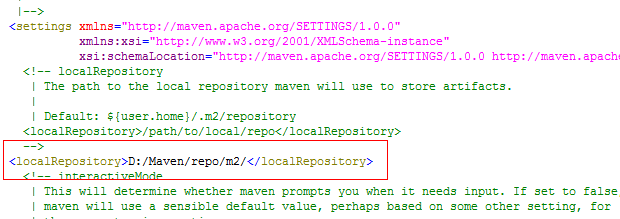 |-->
<settings xmlns="http://maven.apache.org/SETTINGS/1.0.0"
xmlns:xsi="http://www.w3.org/2001/XMLSchema-instance"
xsi:schemaLocation="http://maven.apache.org/SETTINGS/1.0.0 http://maven.apac
<!-- localRepository
| The path to the local repository maven will use to store artifacts.
|
| Default: ${user.home}/.m2/repository
<localRepository>/path/to/local/repo</localRepository>
-->
<localRepository>D:/Maven/repo/m2/</localRepository>
<!-- interactiveMode
| This will determine whether maven prompts you when it needs input. If set to false,
| maven will use a sensible default value, perhaps based on some other setting, for